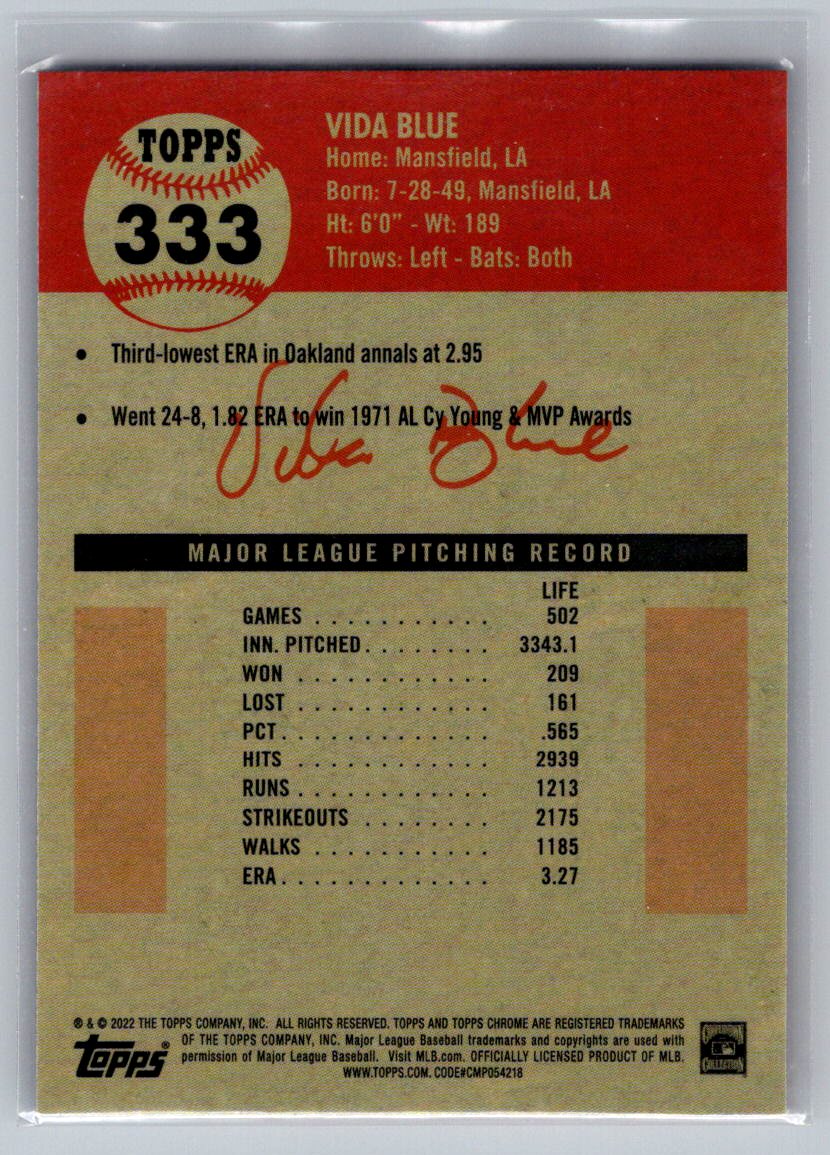 TOPPS
333
VIDA BLUE
Home: Mansfield, LA
Born: 7-28-49, Mansfield, LA
Ht: 6'0" - Wt: 189
Throws: Left - Bats: Both
• Third-lowest ERA in Oakland annals at 2.95
• Went 24-8, 1.82 ERA to win 1971 AL Cy Young & MVP Awards
Vida Blue
MAJOR LEAGUE PITCHING RECORD
LIFE
GAMES . . . . . . . . . . . 502
INN. PITCHED. . . . . . . . 3343.1
WON . . . . . . . . . . . . 209
LOST . . . . . . . . . . . . 161
PCT. . . . . . . . . . . . . .565
HITS . . . . . . . . . . . . 2939
RUNS . . . . . . . . . . . . 1213
STRIKEOUTS . . . . . . . . 2175
WALKS . . . . . . . . . . . 1185
ERA. . . . . . . . . . . . . 3.27
® & © 2022 THE TOPPS COMPANY, INC. ALL RIGHTS RESERVED. TOPPS AND TOPPS CHROME ARE REGISTERED TRADEMARKS
OF THE TOPPS COMPANY, INC. Major League Baseball trademarks and copyrights are used with
permission of Major League Baseball. Visit MLB.com. OFFICIALLY LICENSED PRODUCT OF MLB.
WWW.TOPPS.COM. CODE#CMP054218
Topps®
COOPERSTOWN
COLLECTION